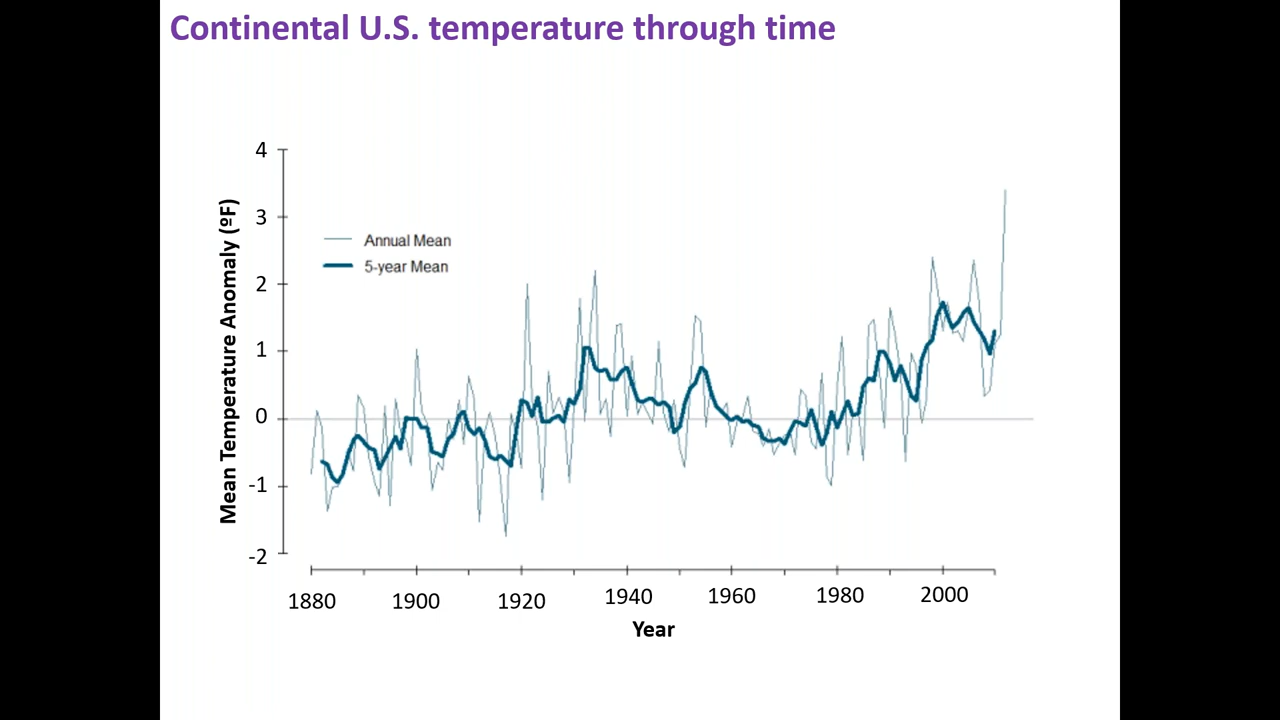 Continental U.S. temperature through time
4
3
2
1
0
-1
-2
Mean Temperature Anomaly (ºF)
Annual Mean
5-year Mean
1880 1900 1920 1940 1960 1980 2000
Year